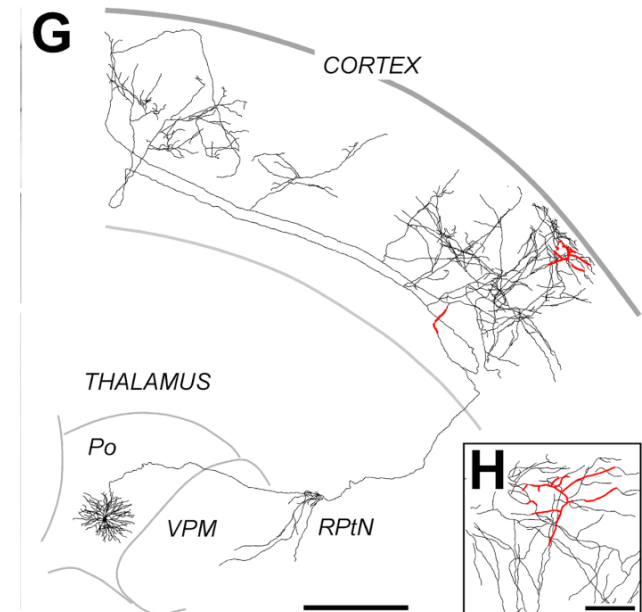 G
CORTEX
THALAMUS
Po
VPM
RPtN
H